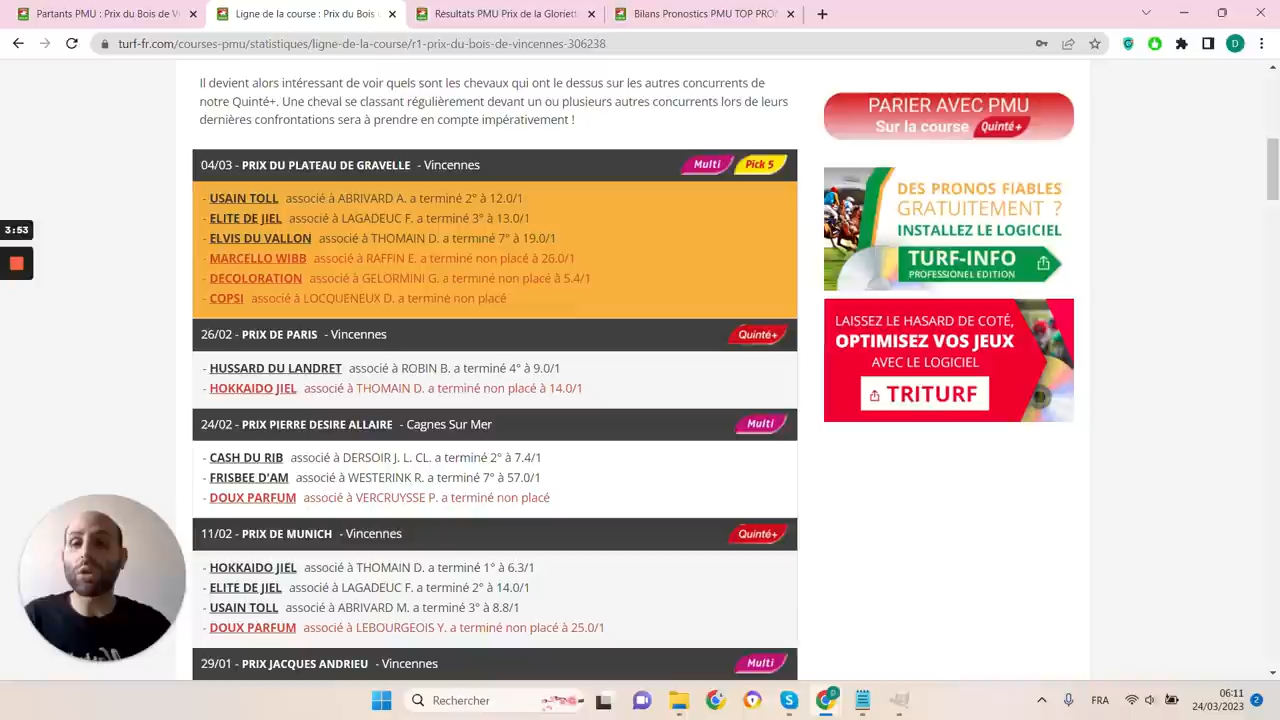 Partants PMU : Prix du Bois de V
Ligne de la course : Prix du Bois
Résultats PMU Prix de la Gloriett
Bilans Pronostics PMU TOP PRO
turf-fr.com/courses-pmu/statistiques/ligne-de-la-course/r1-prix-du-bois-de-vincennes-306238
D
Il devient alors intéressant de voir quels sont les chevaux qui ont le dessus sur les autres concurrents de
notre Quinté+. Une cheval se classant régulièrement devant un ou plusieurs autres concurrents lors de leurs
dernières confrontations sera à prendre en compte impérativement !
04/03 - PRIX DU PLATEAU DE GRAVELLE - Vincennes Multi Pick 5
- USAIN TOLL associé à ABRIVARD A. a terminé 2° à 12.0/1
- ELITE DE JIEL associé à LAGADEUC F. a terminé 3° à 13.0/1
- ELVIS DU VALLON associé à THOMAIN D. a terminé 7° à 19.0/1
- MARCELLO WIBB associé à RAFFIN E. a terminé non placé à 26.0/1
- DECOLORATION associé à GELORMINI G. a terminé non placé à 5.4/1
- COPSI associé à LOCQUENEUX D. a terminé non placé
26/02 - PRIX DE PARIS - Vincennes Quinté+
- HUSSARD DU LANDRET associé à ROBIN B. a terminé 4° à 9.0/1
- HOKKAIDO JIEL associé à THOMAIN D. a terminé non placé à 14.0/1
24/02 - PRIX PIERRE DESIRE ALLAIRE - Cagnes Sur Mer Multi
- CASH DU RIB associé à DERSOIR J. L. CL. a terminé 2° à 7.4/1
- FRISBEE D'AM associé à WESTERINK R. a terminé 7° à 57.0/1
- DOUX PARFUM associé à VERCRUYSSE P. a terminé non placé
11/02 - PRIX DE MUNICH - Vincennes Quinté+
- HOKKAIDO JIEL associé à THOMAIN D. a terminé 1° à 6.3/1
- ELITE DE JIEL associé à LAGADEUC F. a terminé 2° à 14.0/1
- USAIN TOLL associé à ABRIVARD M. a terminé 3° à 8.8/1
- DOUX PARFUM associé à LEBOURGEOIS Y. a terminé non placé à 25.0/1
29/01 - PRIX JACQUES ANDRIEU - Vincennes Multi
PARIER AVEC PMU
Sur la course Quinté+
DES PRONOS FIABLES
GRATUITEMENT ?
INSTALLEZ LE LOGICIEL
TURF-INFO
PROFESSIONEL EDITION
LAISSEZ LE HASARD DE COTÉ,
OPTIMISEZ VOS JEUX
AVEC LE LOGICIEL
TRITURF
3:53
Rechercher
FRA
06:11
24/03/2023
2